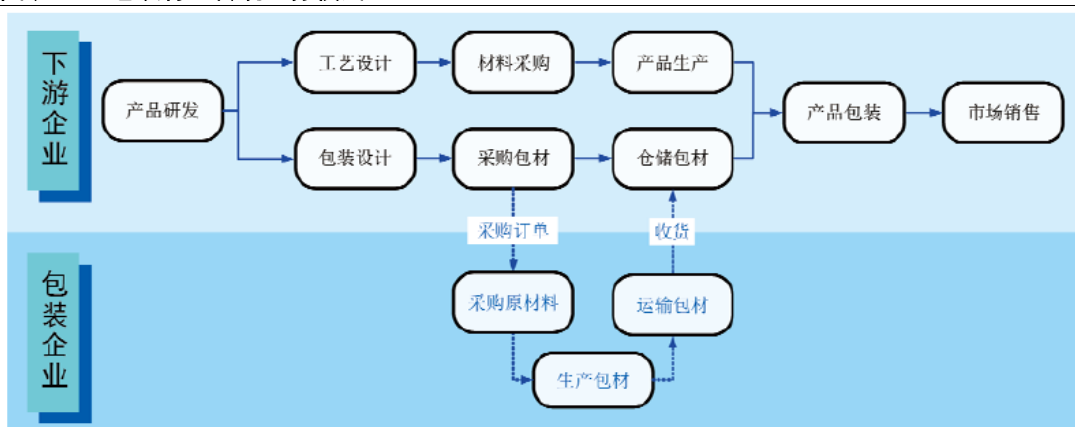 下游企业
工艺设计
材料采购
产品生产
产品研发
产品包装
市场销售
包装设计
采购包材
仓储包材
采购订单
收货
包装企业
采购原材料
运输包材
生产包材